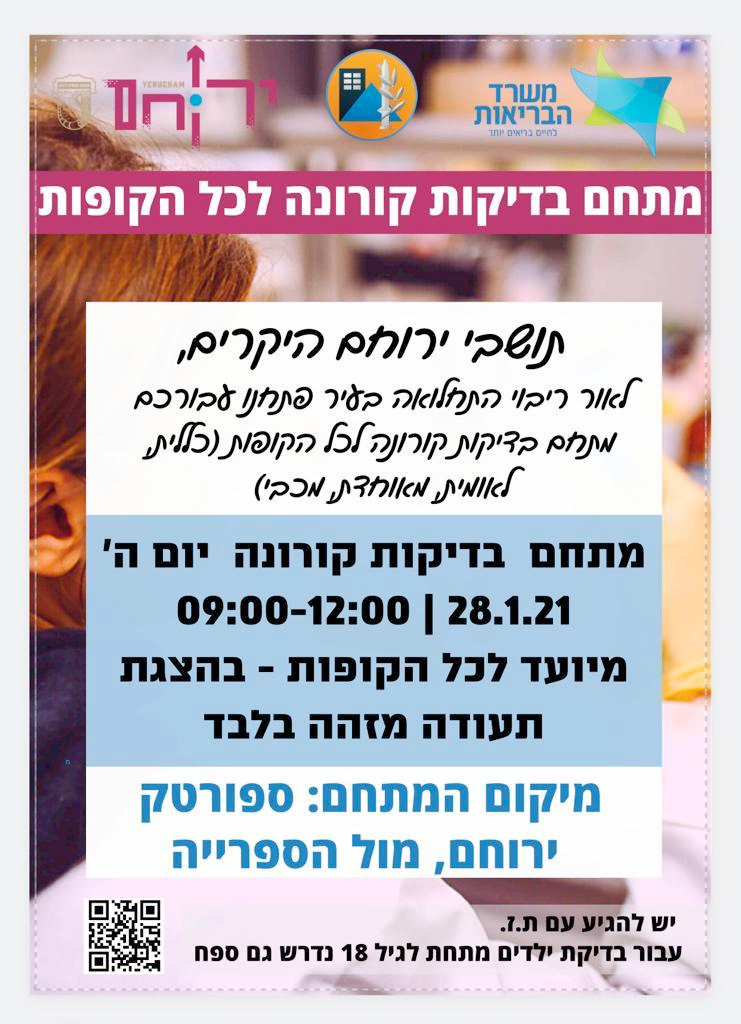 ירוחם
YERUCHAM
משרד
הבריאות
לחיים בריאים יותר
מתחם בדיקות קורונה לכל הקופות
תושבי ירוחם היקרים,
לאור ריבוי התחלואה בעיר פתחנו עבורכם
מתחם בדיקות קורונה לכל הקופות (כללית,
לאומית, מאוחדת, מכבי)
מתחם בדיקות קורונה יום ה'
28.1.21 | 09:00-12:00
מיועד לכל הקופות - בהצגת
תעודה מזהה בלבד
מיקום המתחם: ספורטק
ירוחם, מול הספרייה
יש להגיע עם ת.ז.
עבור בדיקת ילדים מתחת לגיל 18 נדרש גם ספח